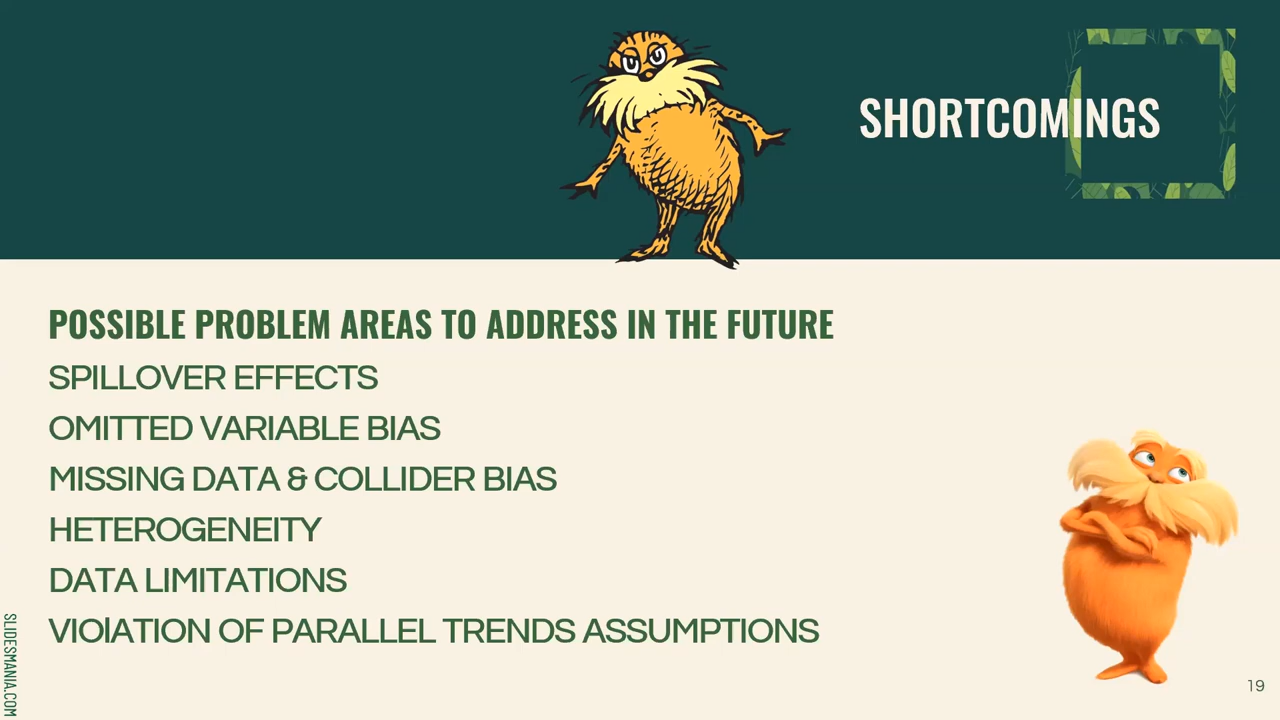 SHORTCOMINGS
POSSIBLE PROBLEM AREAS TO ADDRESS IN THE FUTURE
SPILLOVER EFFECTS
OMITTED VARIABLE BIAS
MISSING DATA & COLLIDER BIAS
HETEROGENEITY
DATA LIMITATIONS
VIOlATION OF PARALLEL TRENDS ASSUMPTIONS
SLIDESMANIA.COM
19